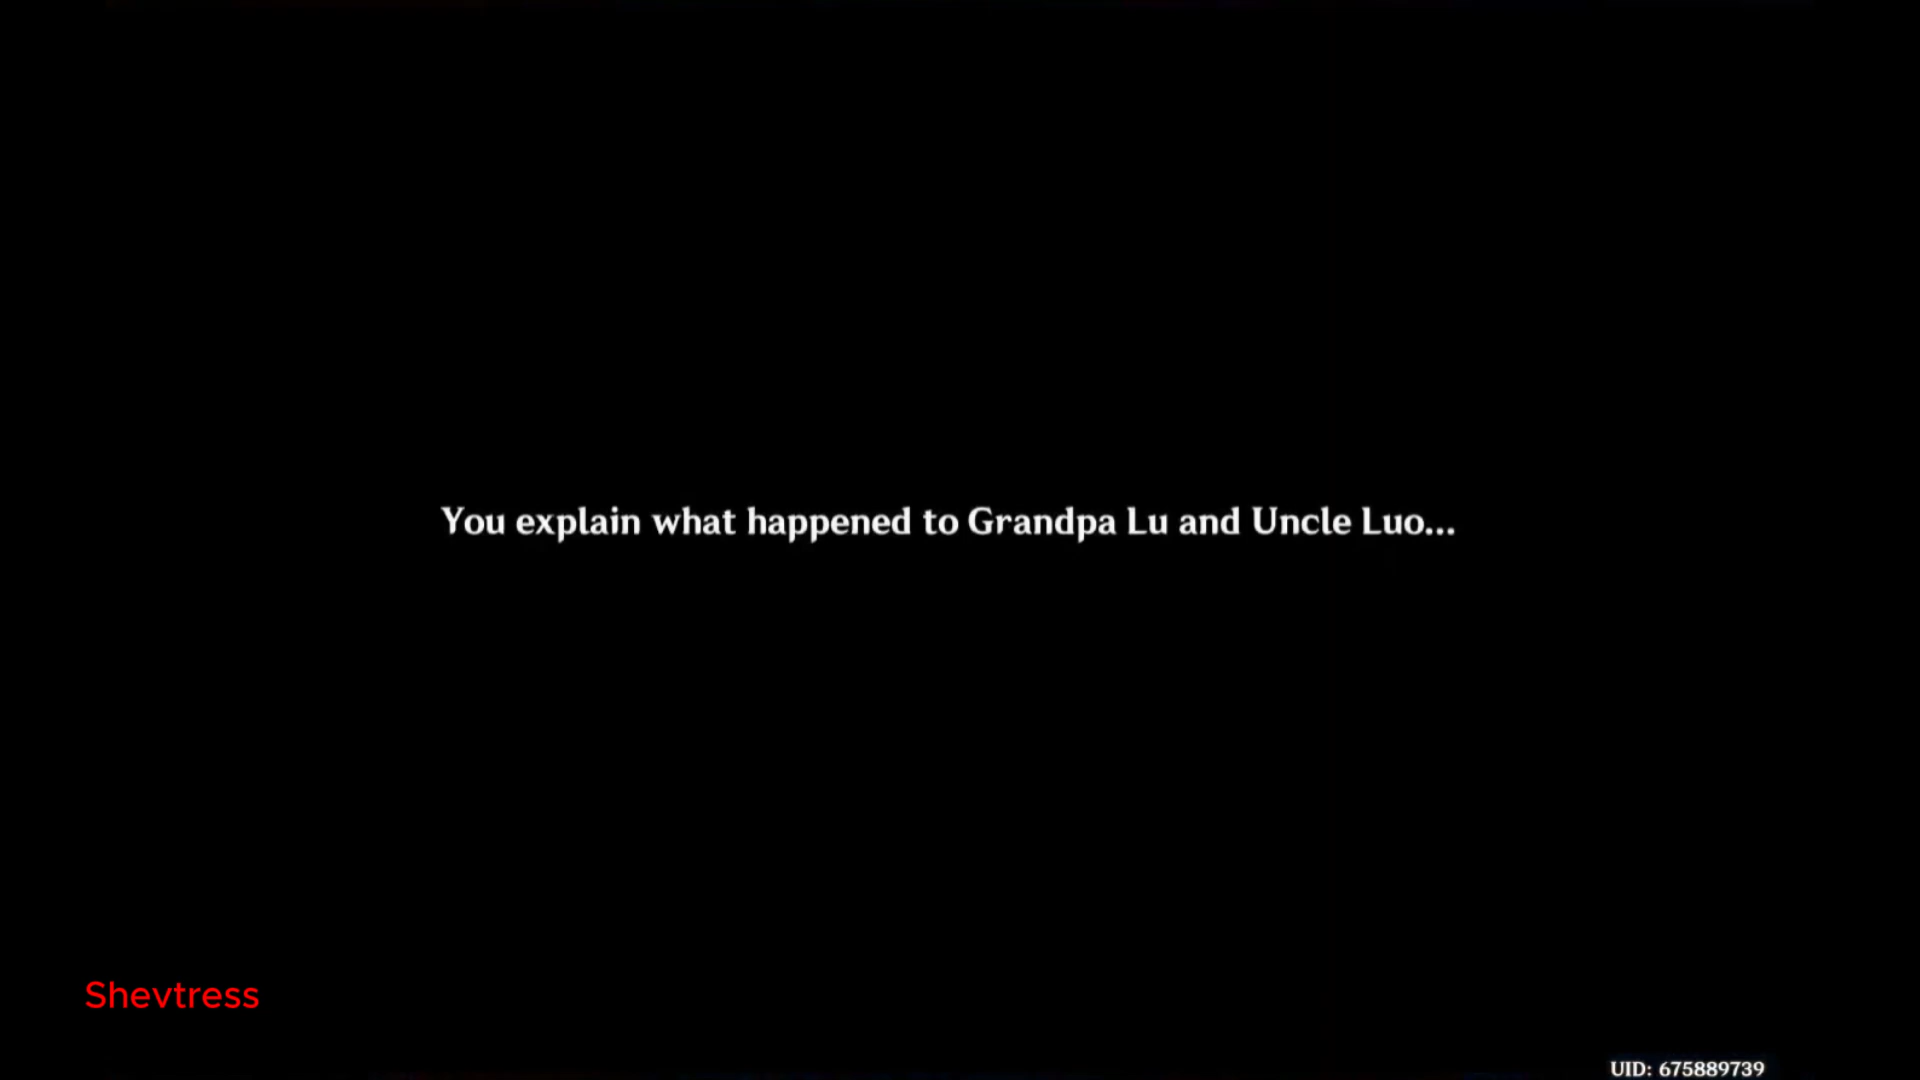 You explain what happened to Grandpa Lu and Uncle Luo...
Shevtress
UID: 675889739